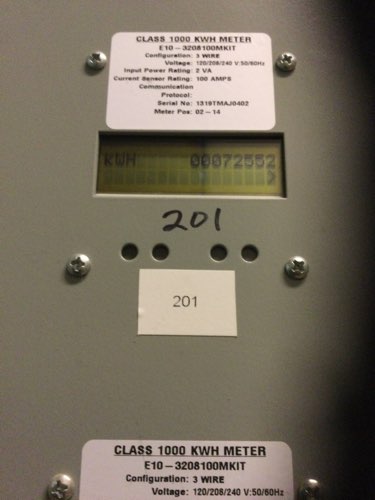 CLASS 1000 KWH METER
E10-3208100MKIT
Configuration: 3 WIRE
Voltage: 120/208/240 V:50/60Hz
Input Power Rating: 2 VA
Current Sensor Rating: 100 AMPS
Communication
Protocol:
Serial No: 1319TMAJ0402
Meter Pos: 02-14
KWH 00072552
201
201
CLASS 1000 KWH METER
E10-3208100MKIT
Configuration: 3 WIRE
Voltage: 120/208/240 V:50/60Hz